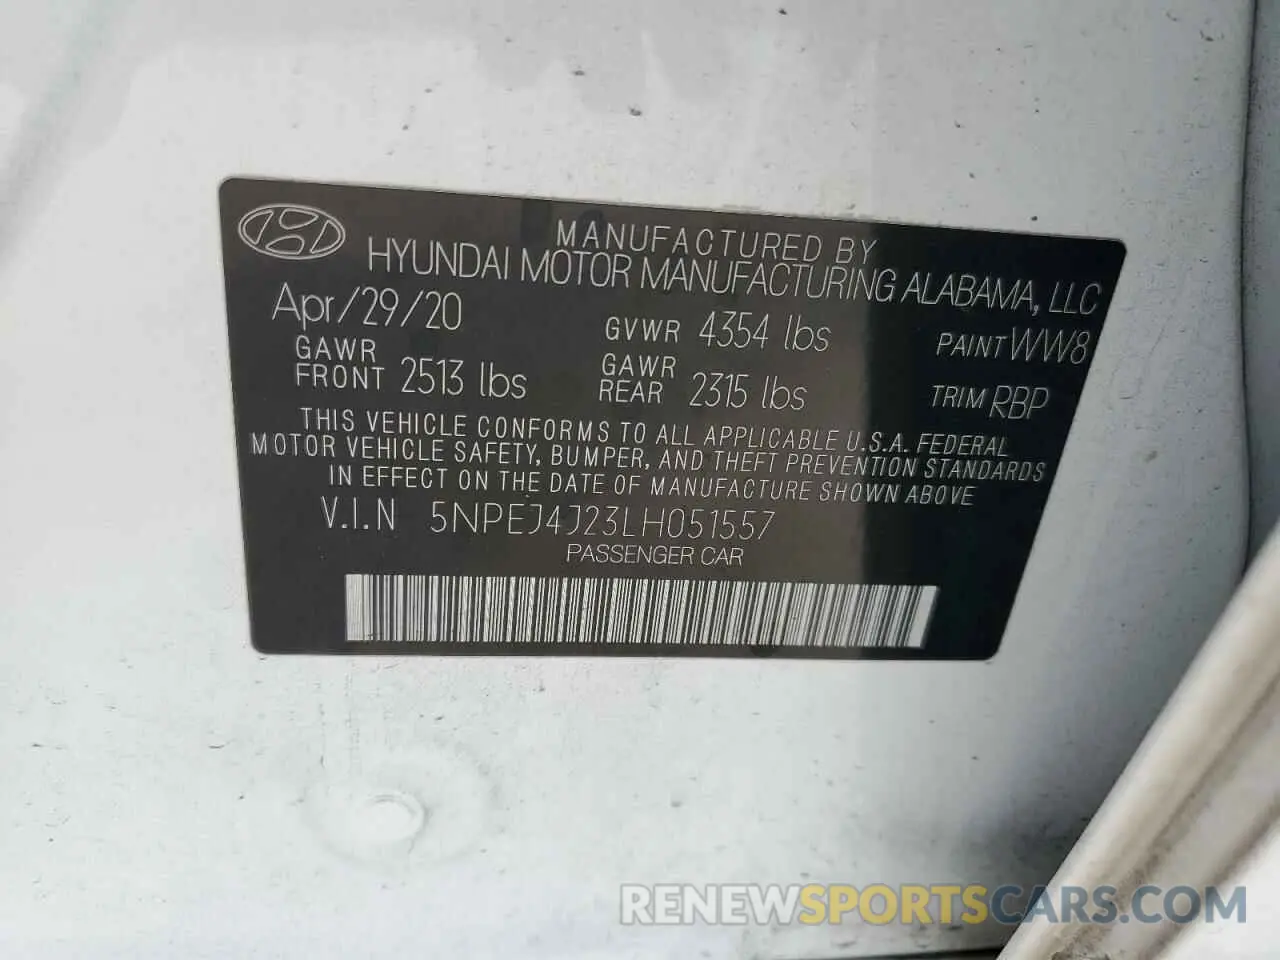 MANUFACTURED BY
HYUNDAI MOTOR MANUFACTURING ALABAMA, LLC
Apr/29/20 GVWR 4354 lbs PAINT WW8
GAWR FRONT 2513 lbs GAWR REAR 2315 lbs TRIM RBP
THIS VEHICLE CONFORMS TO ALL APPLICABLE U.S.A. FEDERAL
MOTOR VEHICLE SAFETY, BUMPER, AND THEFT PREVENTION STANDARDS
IN EFFECT ON THE DATE OF MANUFACTURE SHOWN ABOVE
V.I.N 5NPEJ4J23LH051557
PASSENGER CAR
RENEWSPORTSCARS.COM